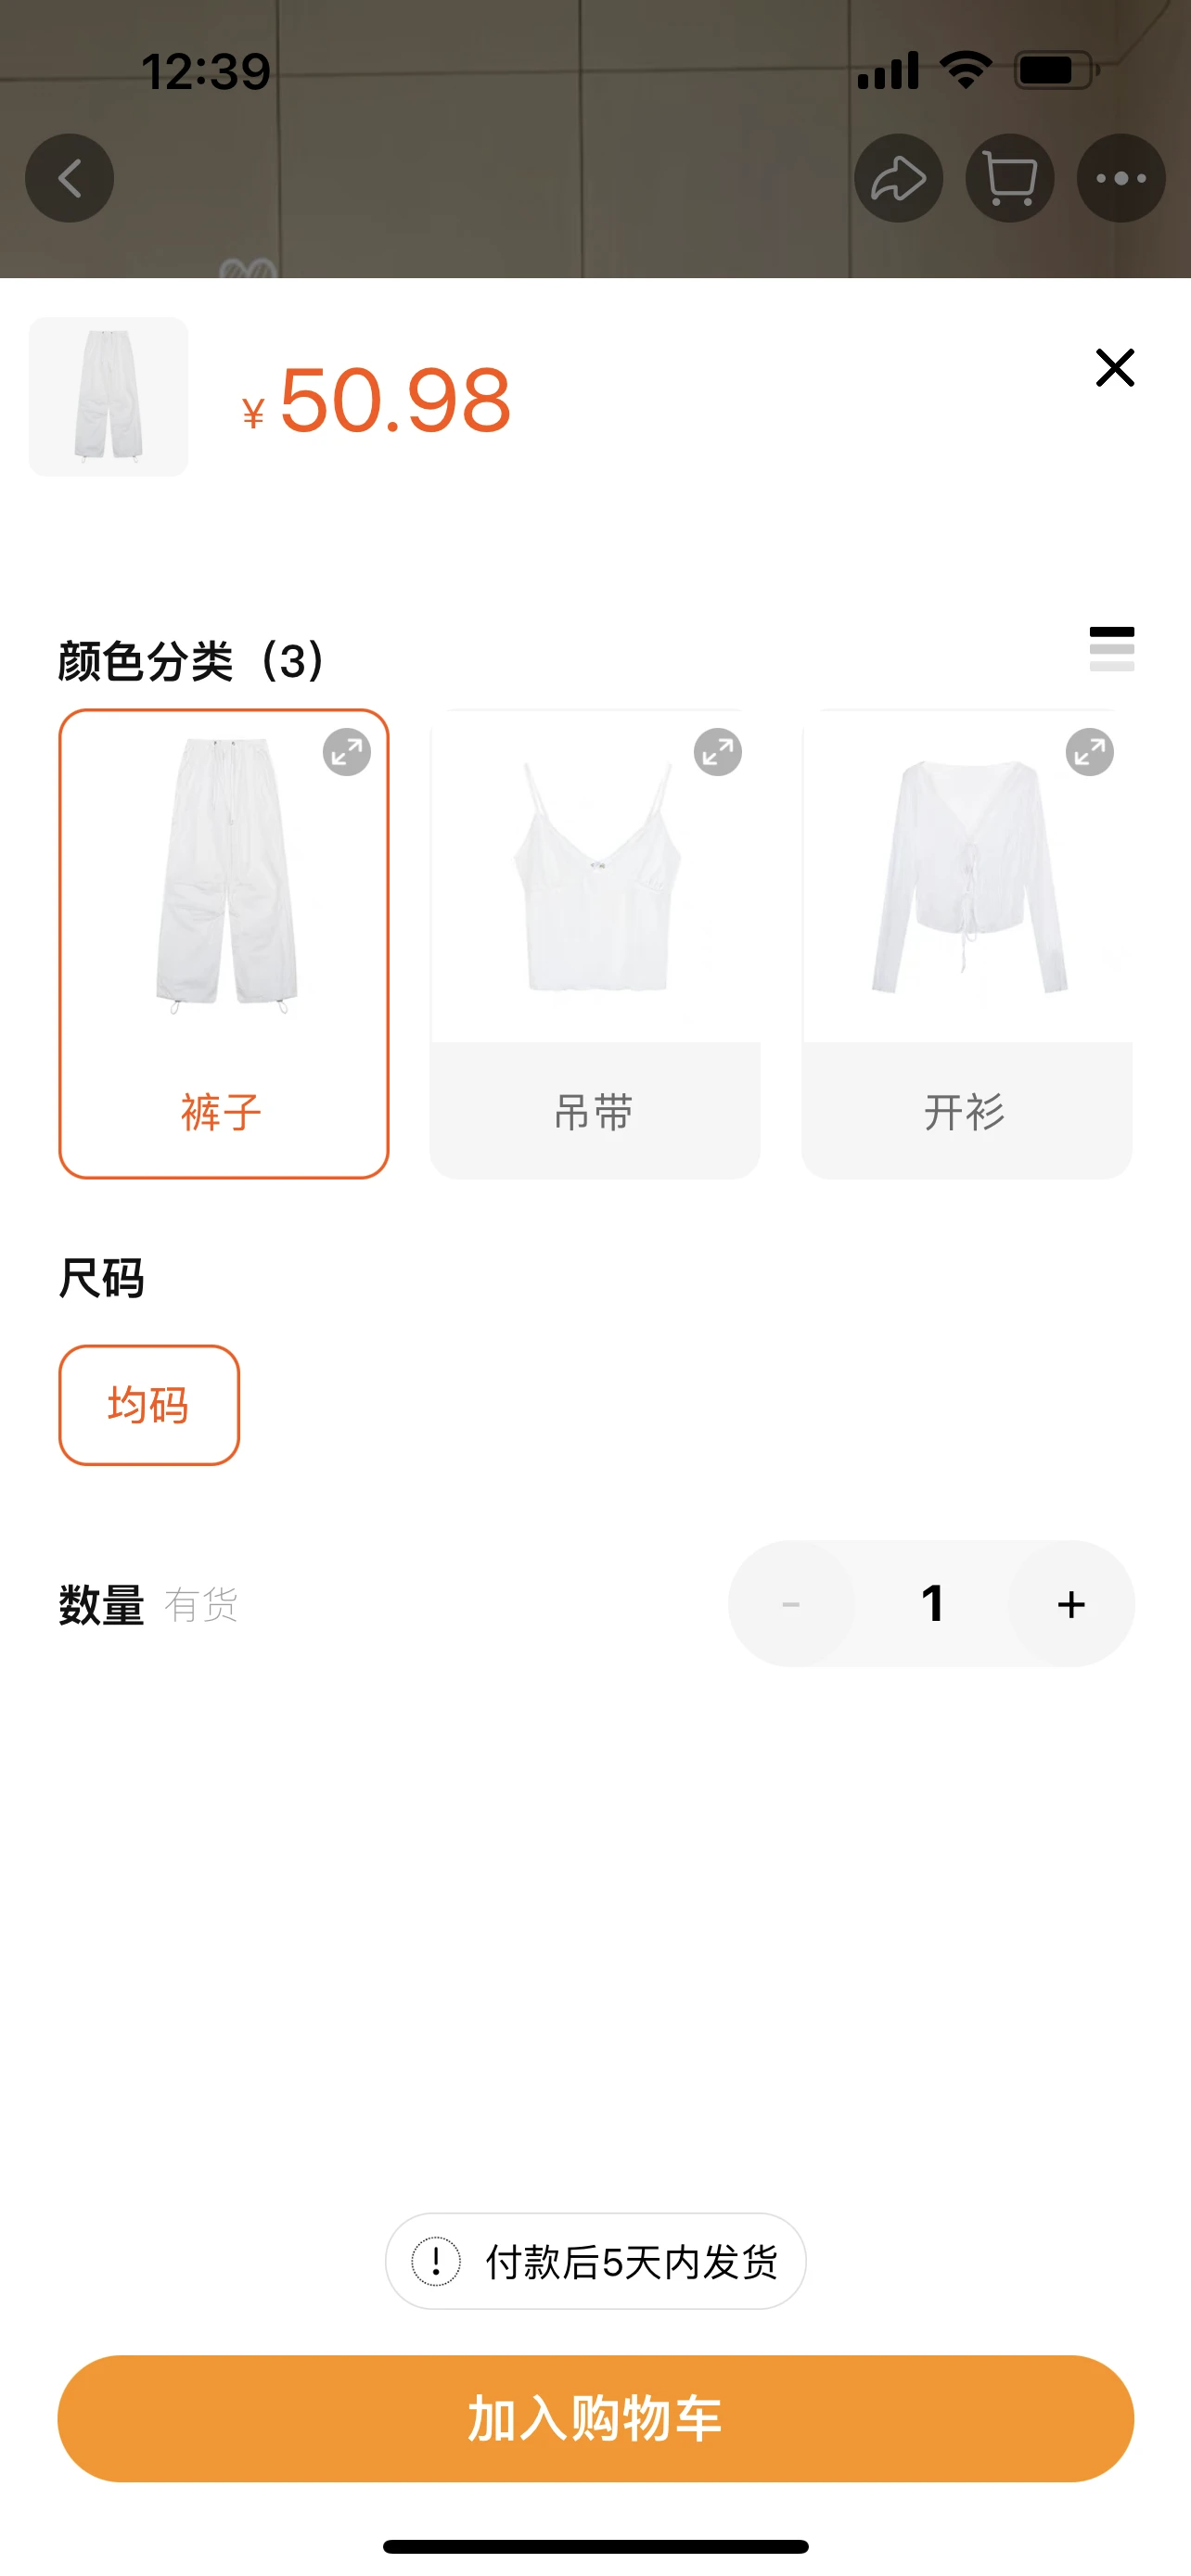 12:39
¥ 50.98
颜色分类（3）
裤子
吊带
开衫
尺码
均码
数量 有货
- 1 +
付款后5天内发货
加入购物车